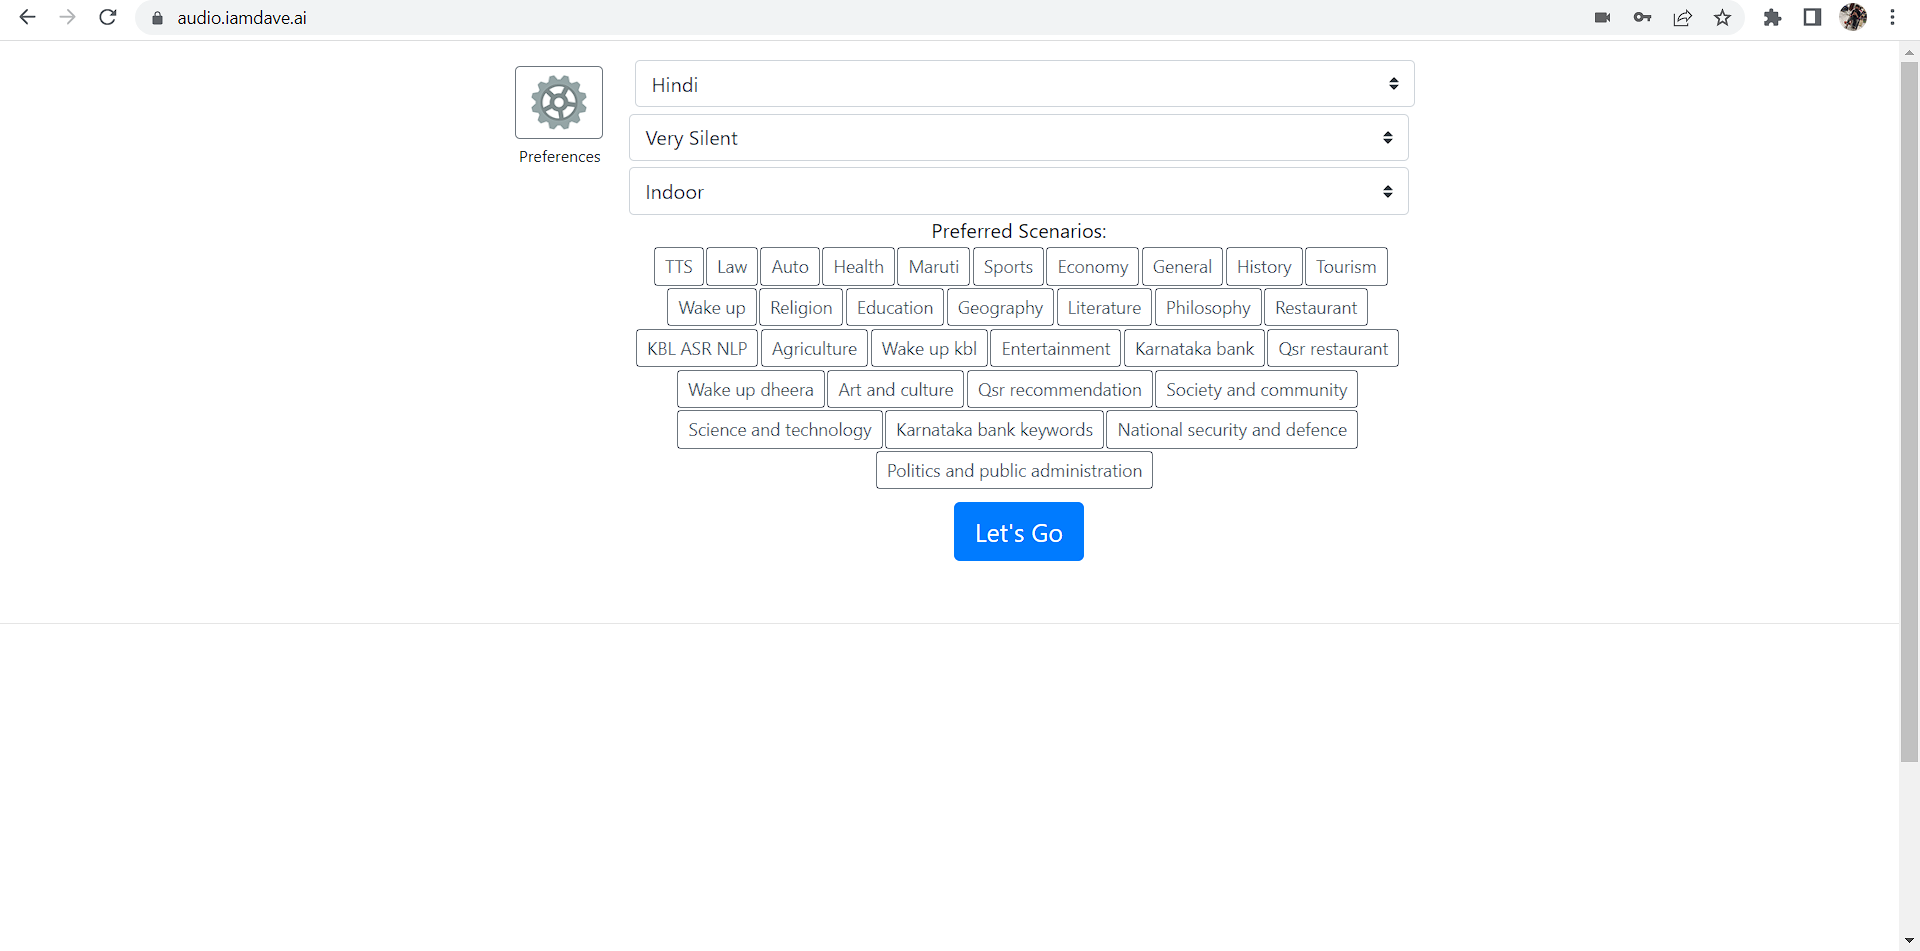 audio.iamdave.ai
Hindi
Preferences
Very Silent
Indoor
Preferred Scenarios:
TTS Law Auto Health Maruti Sports Economy General History Tourism
Wake up Religion Education Geography Literature Philosophy Restaurant
KBL ASR NLP Agriculture Wake up kbl Entertainment Karnataka bank Qsr restaurant
Wake up dheera Art and culture Qsr recommendation Society and community
Science and technology Karnataka bank keywords National security and defence
Politics and public administration
Let's Go